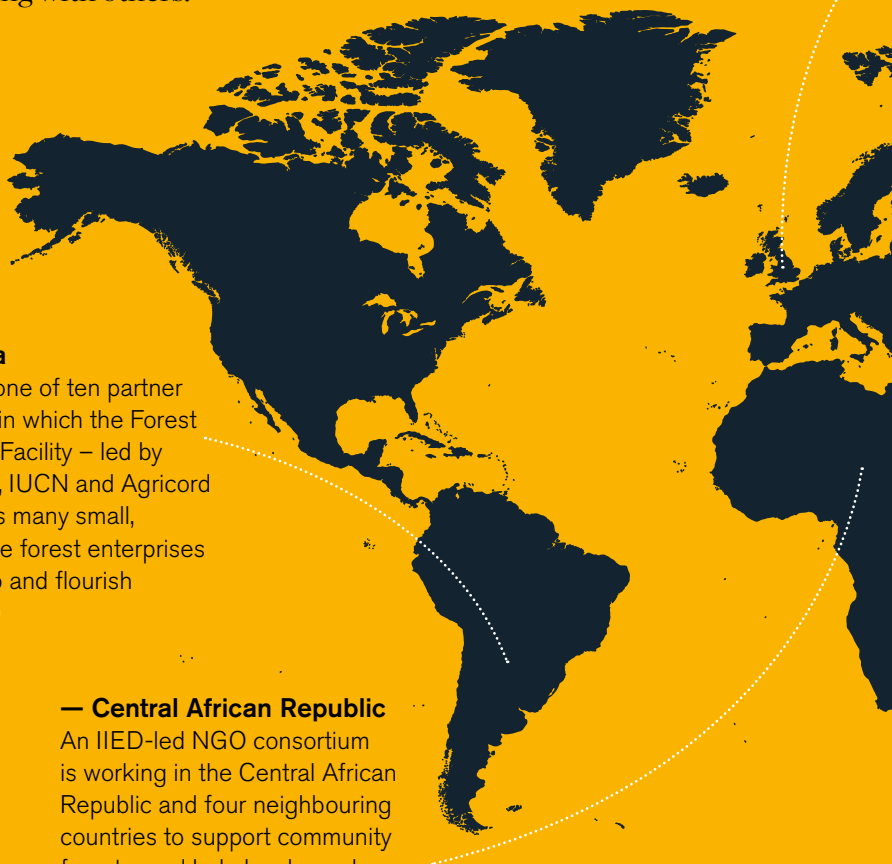 with others.
a
one of ten partner
in which the Forest
Facility – led by
, IUCN and Agricord
many small,
forest enterprises
and flourish
— Central African Republic
An IIED-led NGO consortium
is working in the Central African
Republic and four neighbouring
countries to support community